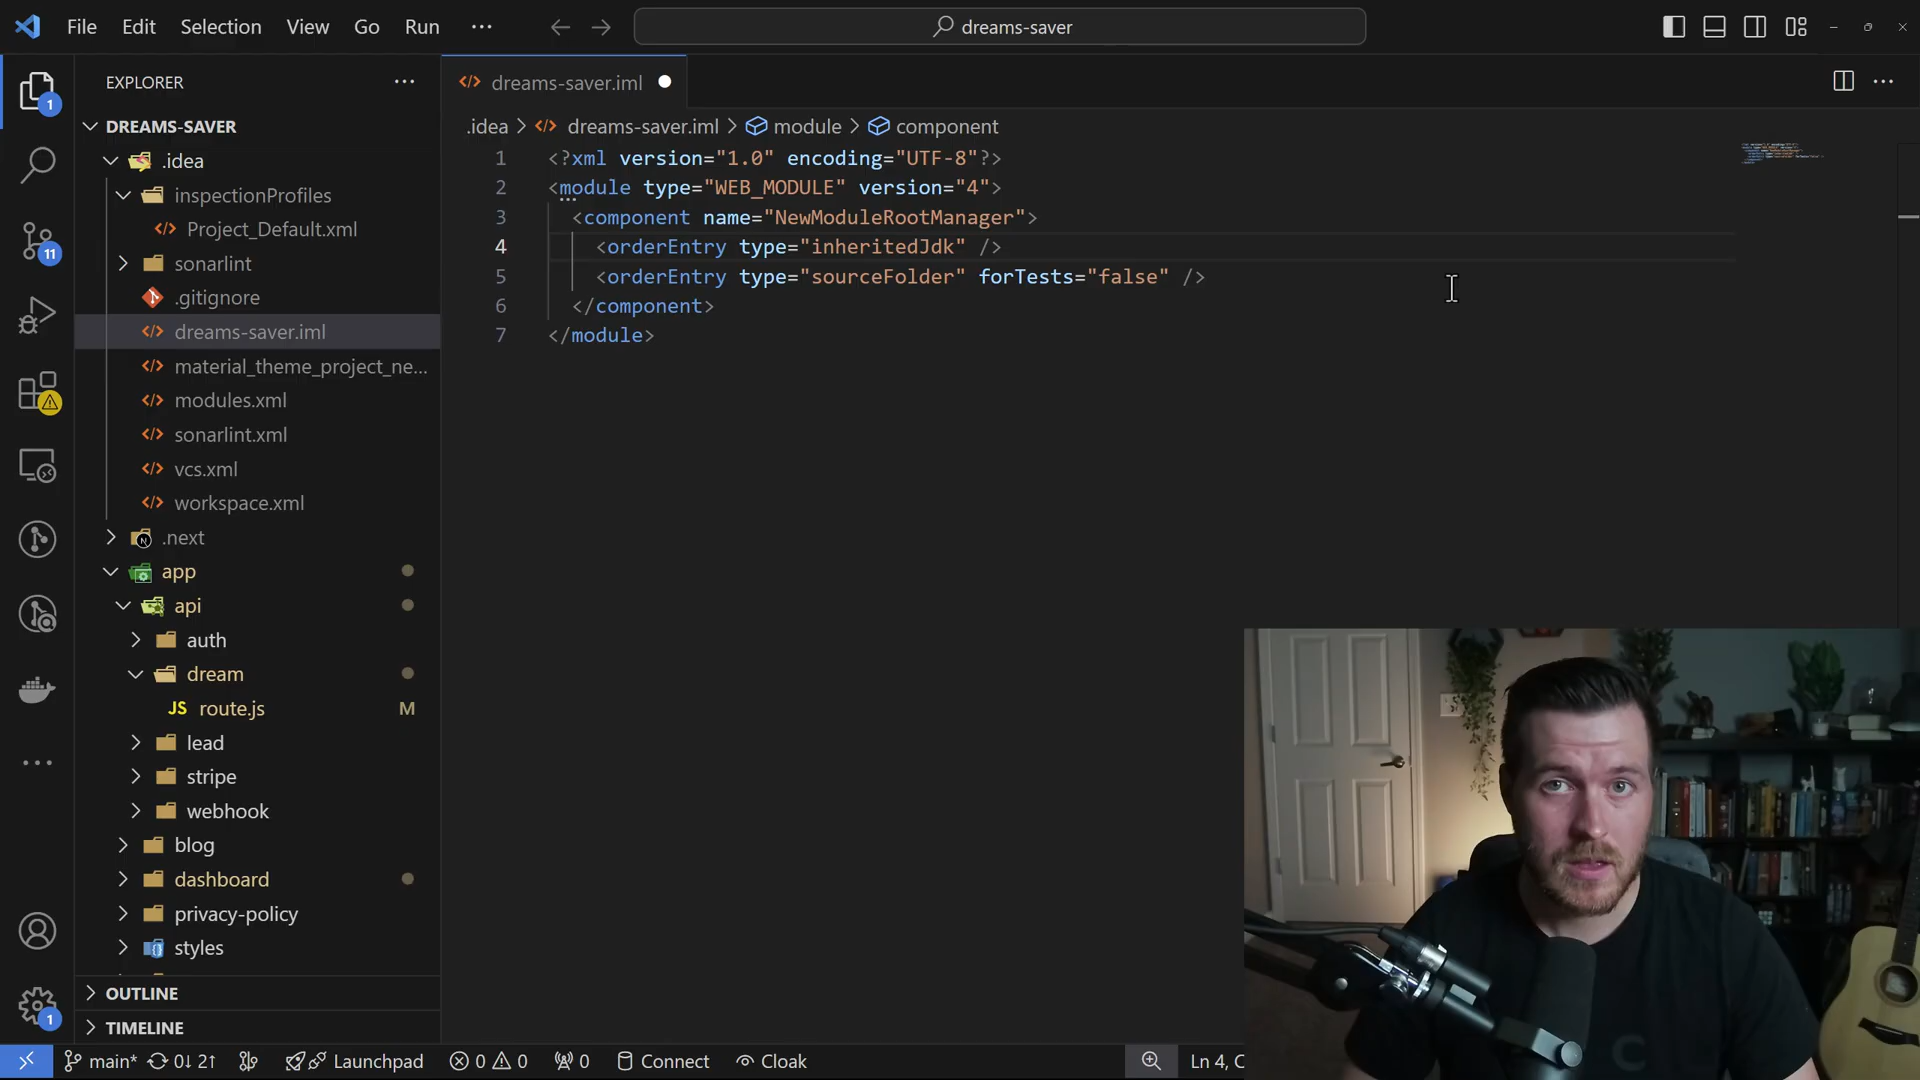 File Edit Selection View Go Run ··· dreams-saver
EXPLORER
DREAMS-SAVER
.idea
inspectionProfiles
Project_Default.xml
sonarlint
.gitignore
dreams-saver.iml
material_theme_project_ne...
modules.xml
sonarlint.xml
vcs.xml
workspace.xml
.next
app
api
auth
dream
JS route.js M
lead
stripe
webhook
blog
dashboard
privacy-policy
styles
OUTLINE
TIMELINE
1
11
1
dreams-saver.iml
.idea > dreams-saver.iml > module > component
1 <?xml version="1.0" encoding="UTF-8"?>
2 <module type="WEB_MODULE" version="4">
3 <component name="NewModuleRootManager">
4 <orderEntry type="inheritedJdk" />
5 <orderEntry type="sourceFolder" forTests="false" />
6 </component>
7 </module>
main* 0↓ 2↑ Launchpad 0 0 0 Connect Cloak Ln 4, C